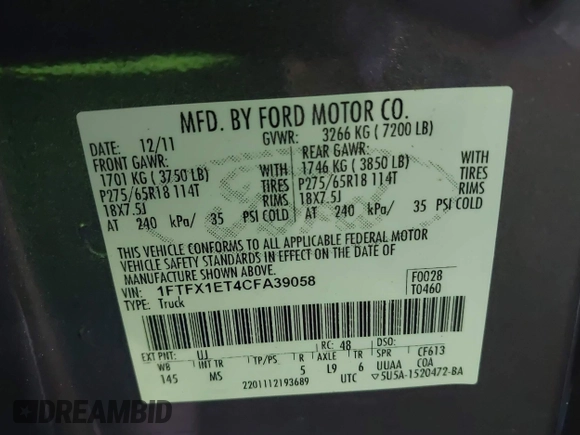 MFD. BY FORD MOTOR CO.
DATE: 12/11 GVWR: 3266 KG ( 7200 LB)
FRONT GAWR: REAR GAWR:
1701 KG ( 3750 LB) WITH 1746 KG ( 3850 LB) WITH
P275/65R18 114T TIRES P275/65R18 114T TIRES
18X7.5J RIMS 18X7.5J RIMS
AT 240 kPa/ 35 PSI COLD AT 240 kPa/ 35 PSI COLD
THIS VEHICLE CONFORMS TO ALL APPLICABLE FEDERAL MOTOR
VEHICLE SAFETY STANDARDS IN EFFECT ON THE DATE OF
MANUFACTURE SHOWN ABOVE.
VIN: 1FTFX1ET4CFA39058 F0028
TYPE: Truck T0460
EXT PNT: UJ RC: 48 DSO:
WB TP/PS R AXLE TR SPR CF613
145 MS 5 L9 6 UUAA COA
2201112193689 UTC 5U5A-1520472-BA
Ford
DREAMBID